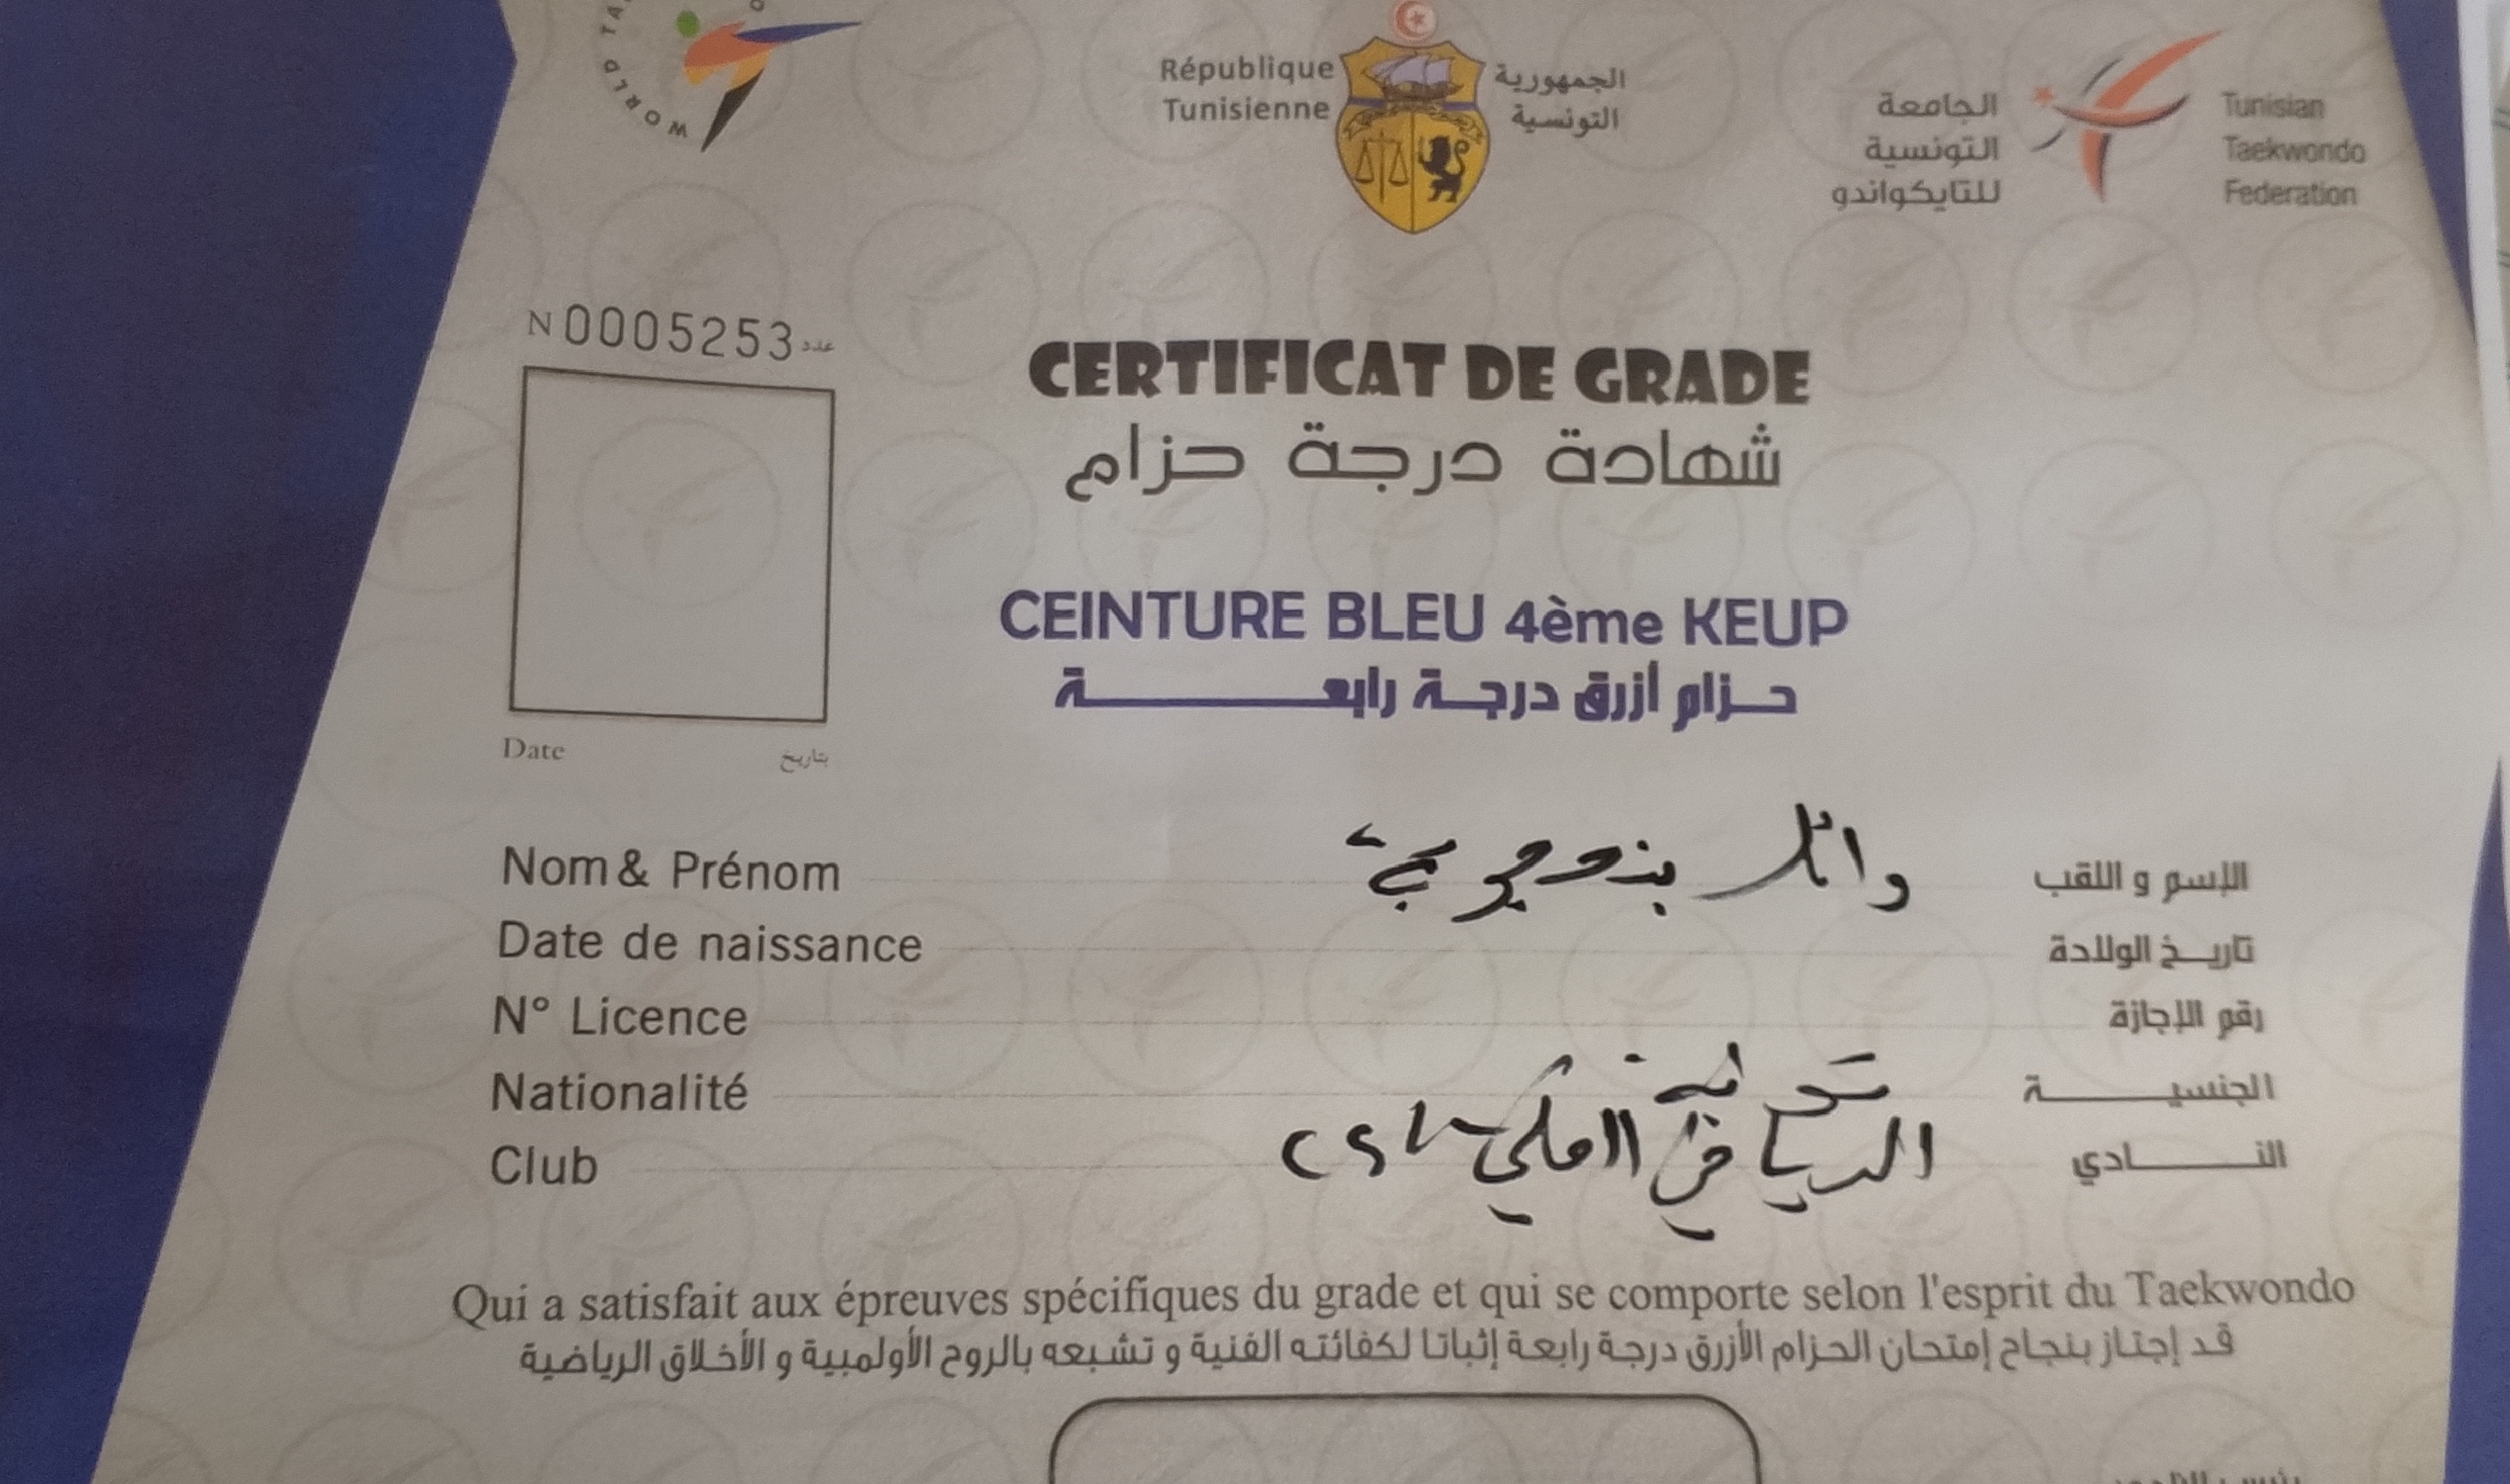 WORLD TA
République Tunisienne
الجمهورية التونسية
الجامعة التونسية للتايكواندو
Tunisian Taekwondo Federation
N 0005253 عدد
CERTIFICAT DE GRADE
شهادة درجة حزام
CEINTURE BLEU 4ème KEUP
حزام أزرق درجة رابعة
Date بتاريخ
Nom & Prénom وائل الإسم و اللقب
Date de naissance تاريخ الولادة
N° Licence رقم الإجازة
Nationalité الجنسية
Club النادي
Qui a satisfait aux épreuves spécifiques du grade et qui se comporte selon l'esprit du Taekwondo
قد إجتاز بنجاح إمتحان الحزام الأزرق درجة رابعة إثباتا لكفائته الفنية و تشبعه بالروح الأولمبية و الأخلاق الرياضية